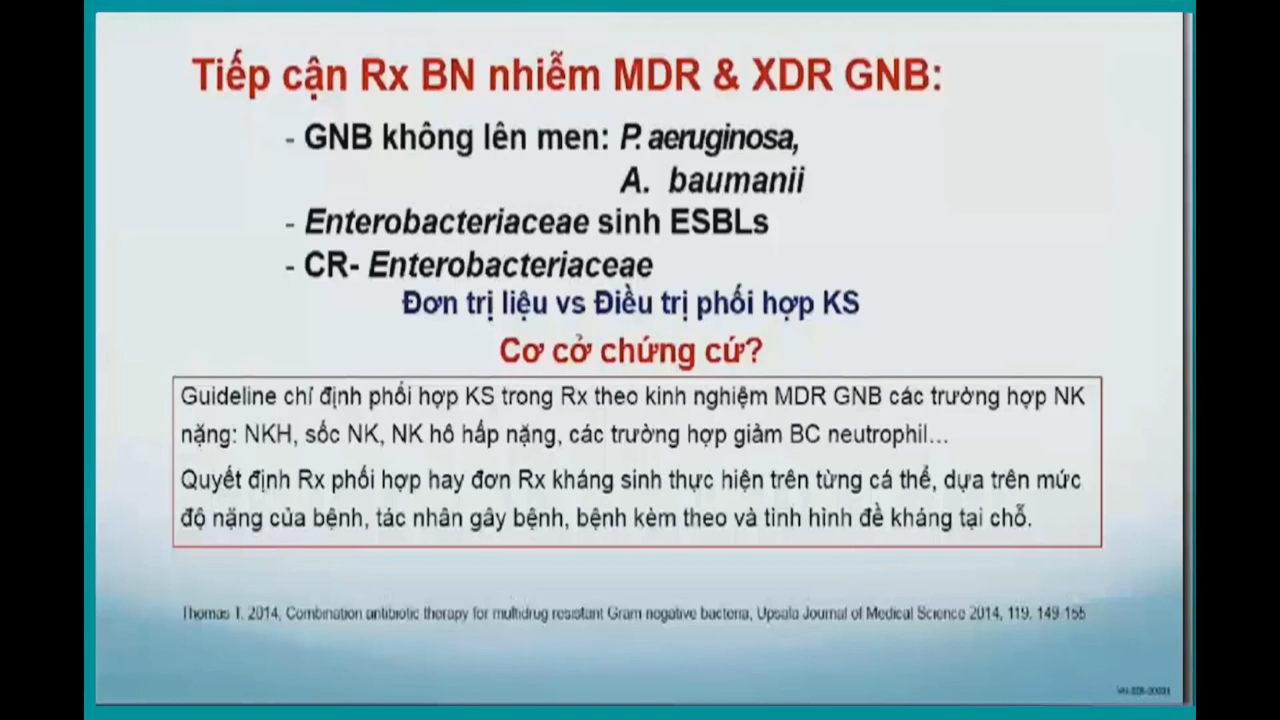 Tiếp cận Rx BN nhiễm MDR & XDR GNB:
- GNB không lên men: P. aeruginosa,
A. baumanii
- Enterobacteriaceae sinh ESBLs
- CR- Enterobacteriaceae
Đơn trị liệu vs Điều trị phối hợp KS
Cơ cở chứng cứ?
Guideline chỉ định phối hợp KS trong Rx theo kinh nghiệm MDR GNB các trường hợp NK
nặng: NKH, sốc NK, NK hô hấp nặng, các trường hợp giảm BC neutrophil...
Quyết định Rx phối hợp hay đơn Rx kháng sinh thực hiện trên từng cá thể, dựa trên mức
độ nặng của bệnh, tác nhân gây bệnh, bệnh kèm theo và tình hình đề kháng tại chỗ.
Thomas T. 2014, Combination antibiotic therapy for multidrug resistant Gram negative bacteria, Upsala Journal of Medical Science 2014, 119. 149-155